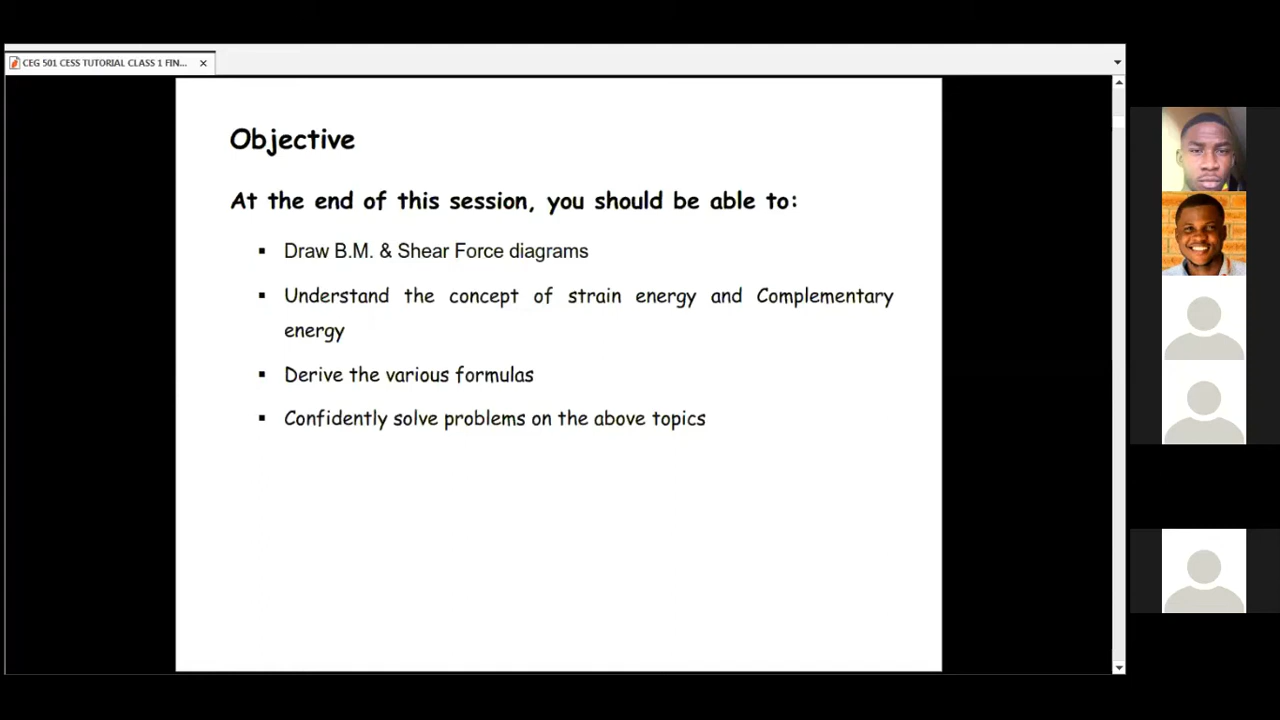 CEG 501 CESS TUTORIAL CLASS 1 FIN...
Objective
At the end of this session, you should be able to:
▪ Draw B.M. & Shear Force diagrams
▪ Understand the concept of strain energy and Complementary
energy
▪ Derive the various formulas
▪ Confidently solve problems on the above topics